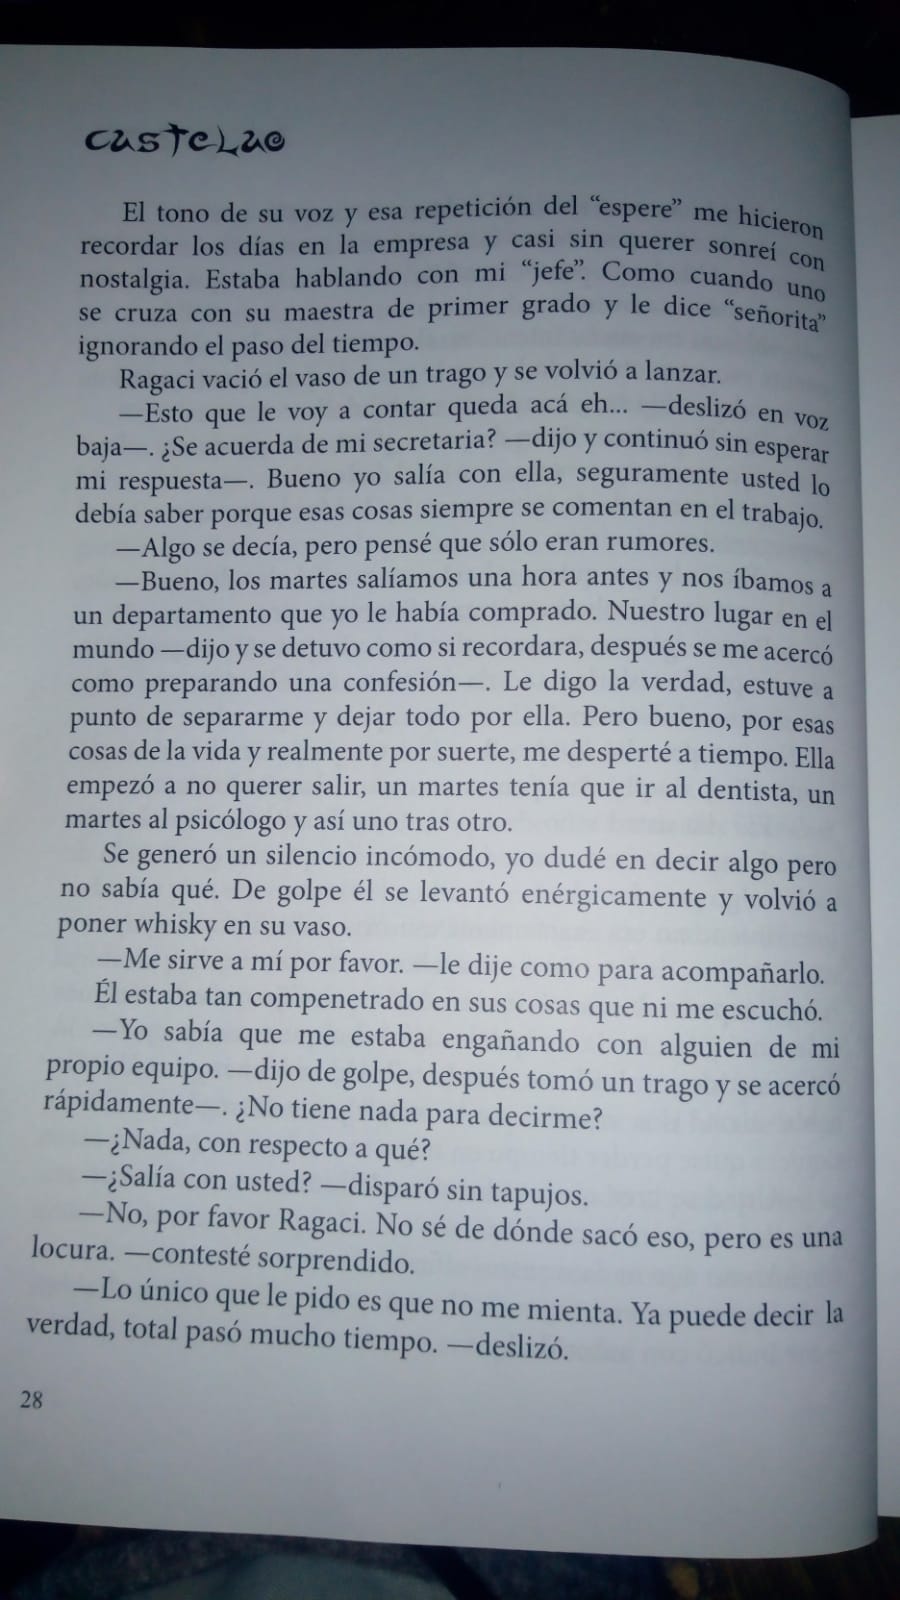 CASTELAO
El tono de su voz y esa repetición del “espere” me hicieron
recordar los días en la empresa y casi sin querer sonreí con
nostalgia. Estaba hablando con mi “jefe”. Como cuando uno
se cruza con su maestra de primer grado y le dice “señorita”
ignorando el paso del tiempo.
Ragaci vació el vaso de un trago y se volvió a lanzar.
—Esto que le voy a contar queda acá eh... —deslizó en voz
baja—. ¿Se acuerda de mi secretaria? —dijo y continuó sin esperar
mi respuesta—. Bueno yo salía con ella, seguramente usted lo
debía saber porque esas cosas siempre se comentan en el trabajo.
—Algo se decía, pero pensé que sólo eran rumores.
—Bueno, los martes salíamos una hora antes y nos íbamos a
un departamento que yo le había comprado. Nuestro lugar en el
mundo —dijo y se detuvo como si recordara, después se me acercó
como preparando una confesión—. Le digo la verdad, estuve a
punto de separarme y dejar todo por ella. Pero bueno, por esas
cosas de la vida y realmente por suerte, me desperté a tiempo. Ella
empezó a no querer salir, un martes tenía que ir al dentista, un
martes al psicólogo y así uno tras otro.
Se generó un silencio incómodo, yo dudé en decir algo pero
no sabía qué. De golpe él se levantó enérgicamente y volvió a
poner whisky en su vaso.
—Me sirve a mí por favor. —le dije como para acompañarlo.
Él estaba tan compenetrado en sus cosas que ni me escuchó.
—Yo sabía que me estaba engañando con alguien de mi
propio equipo. —dijo de golpe, después tomó un trago y se acercó
rápidamente—. ¿No tiene nada para decirme?
—¿Nada, con respecto a qué?
—¿Salía con usted? —disparó sin tapujos.
—No, por favor Ragaci. No sé de dónde sacó eso, pero es una
locura. —contesté sorprendido.
—Lo único que le pido es que no me mienta. Ya puede decir la
verdad, total pasó mucho tiempo. —deslizó.
28